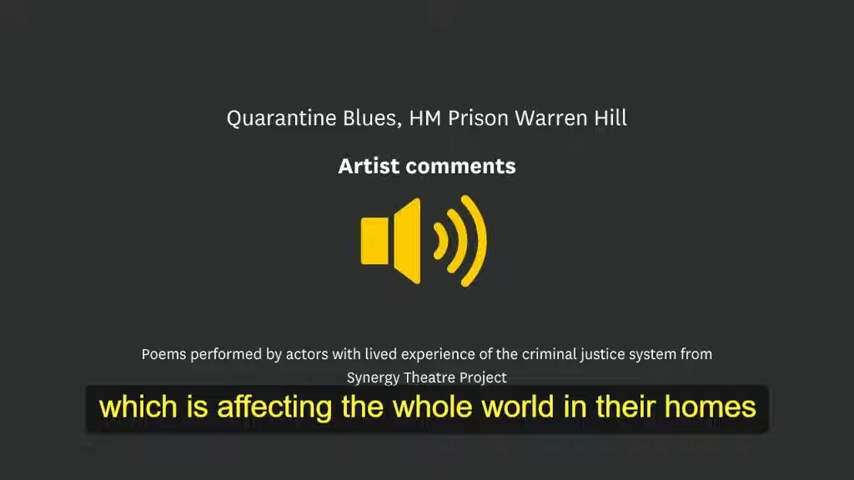 Quarantine Blues, HM Prison Warren Hill
Artist comments
Poems performed by actors with lived experience of the criminal justice system from
Synergy Theatre Project
which is affecting the whole world in their homes